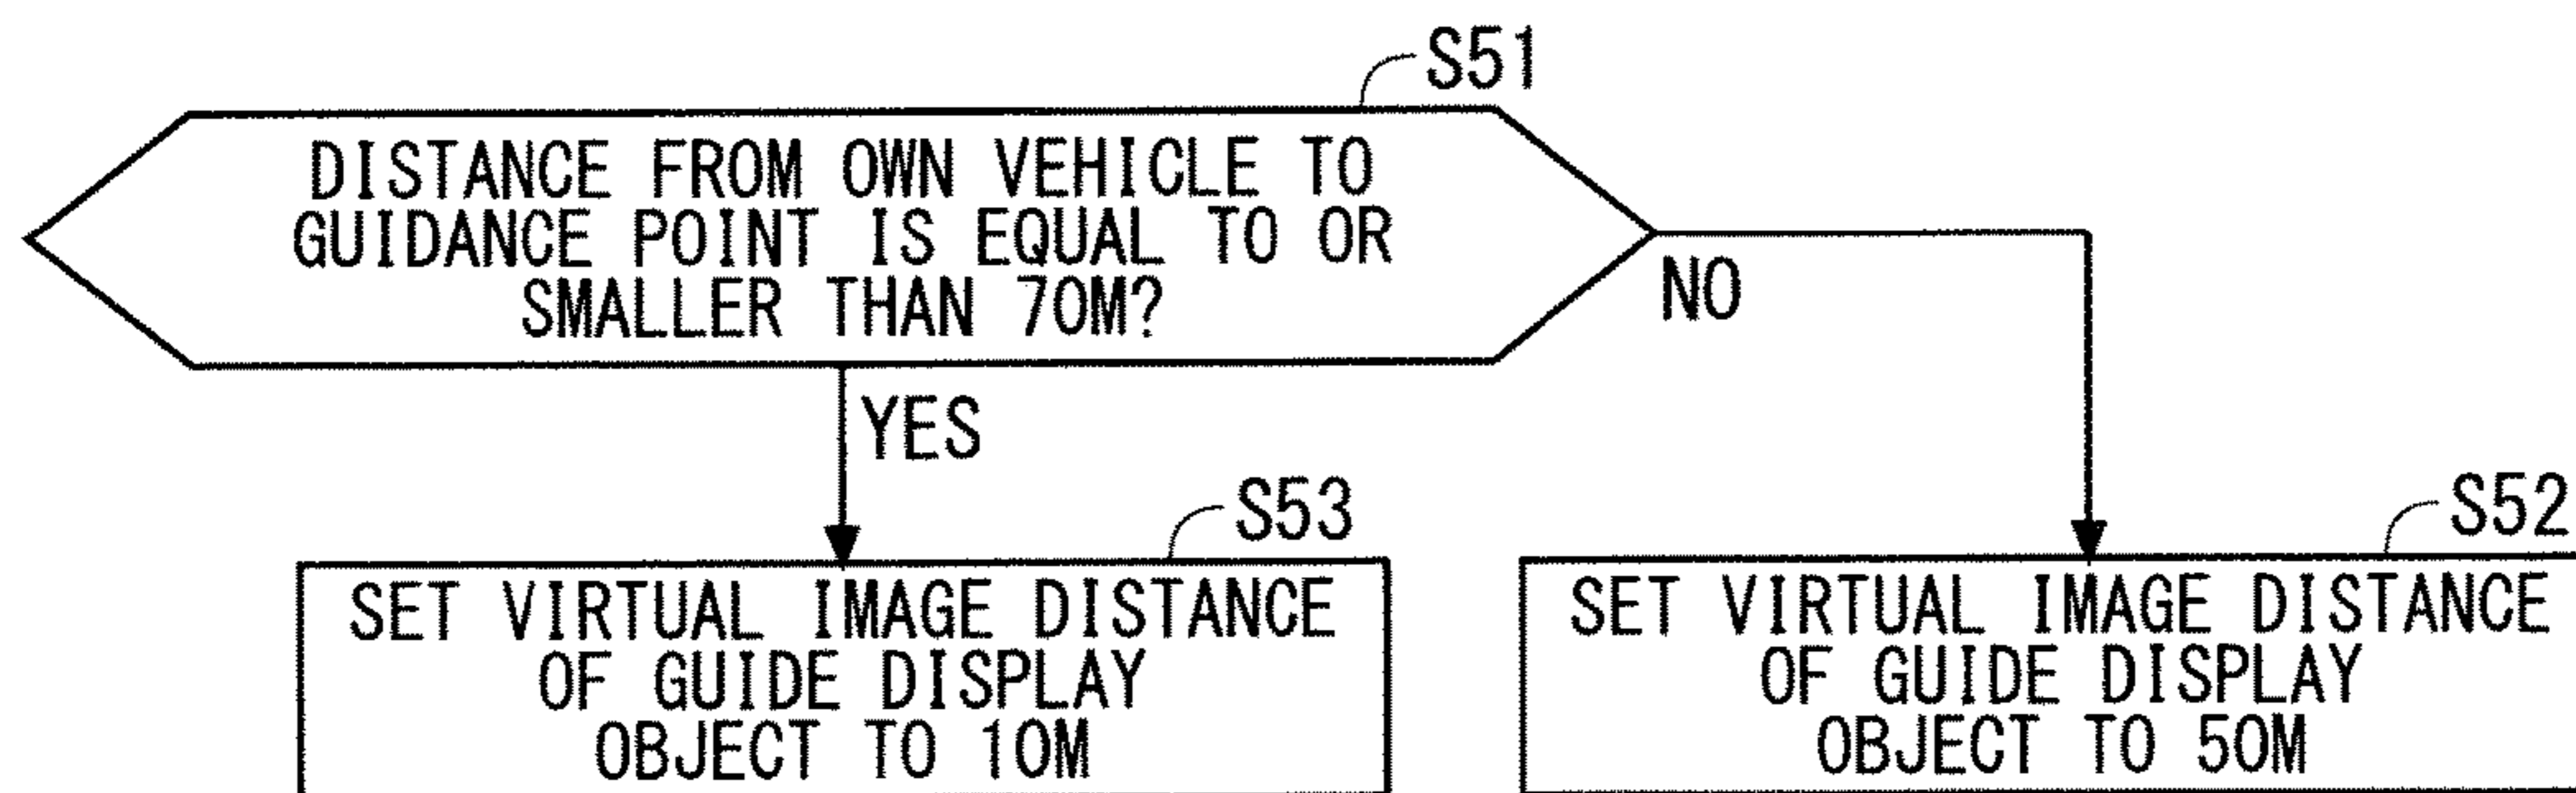 S51
DISTANCE FROM OWN VEHICLE TO
GUIDANCE POINT IS EQUAL TO OR
SMALLER THAN 70M?
NO
YES
S53
SET VIRTUAL IMAGE DISTANCE
OF GUIDE DISPLAY
OBJECT TO 10M
S52
SET VIRTUAL IMAGE DISTANCE
OF GUIDE DISPLAY
OBJECT TO 50M